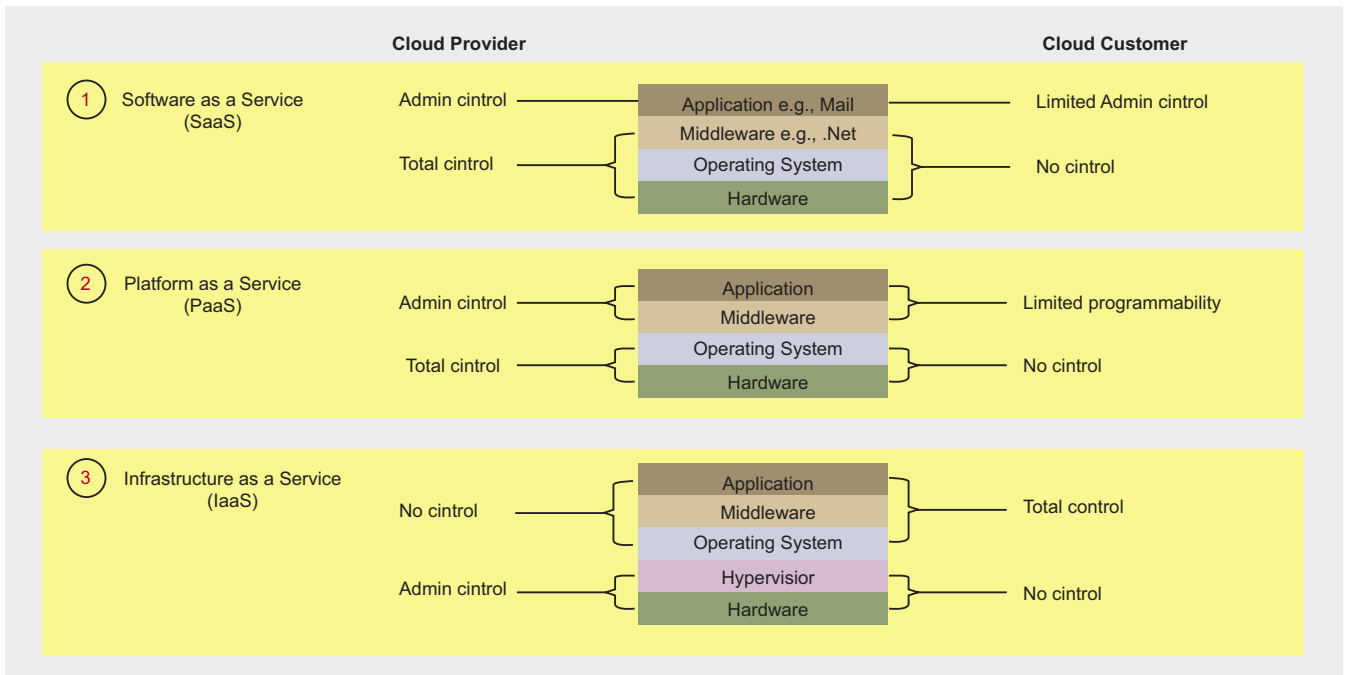 Cloud Provider
Cloud Customer
1
Software as a Service
(SaaS)
Admin cintrol
Application e.g., Mail
Limited Admin cintrol
Middleware e.g., .Net
Total cintrol
Operating System
No cintrol
Hardware
2
Platform as a Service
(PaaS)
Admin cintrol
Application
Limited programmability
Middleware
Operating System
Total cintrol
No cintrol
Hardware
3
Infrastructure as a Service
(IaaS)
Application
No cintrol
Middleware
Total control
Operating System
Hypervisior
Admin cintrol
No cintrol
Hardware